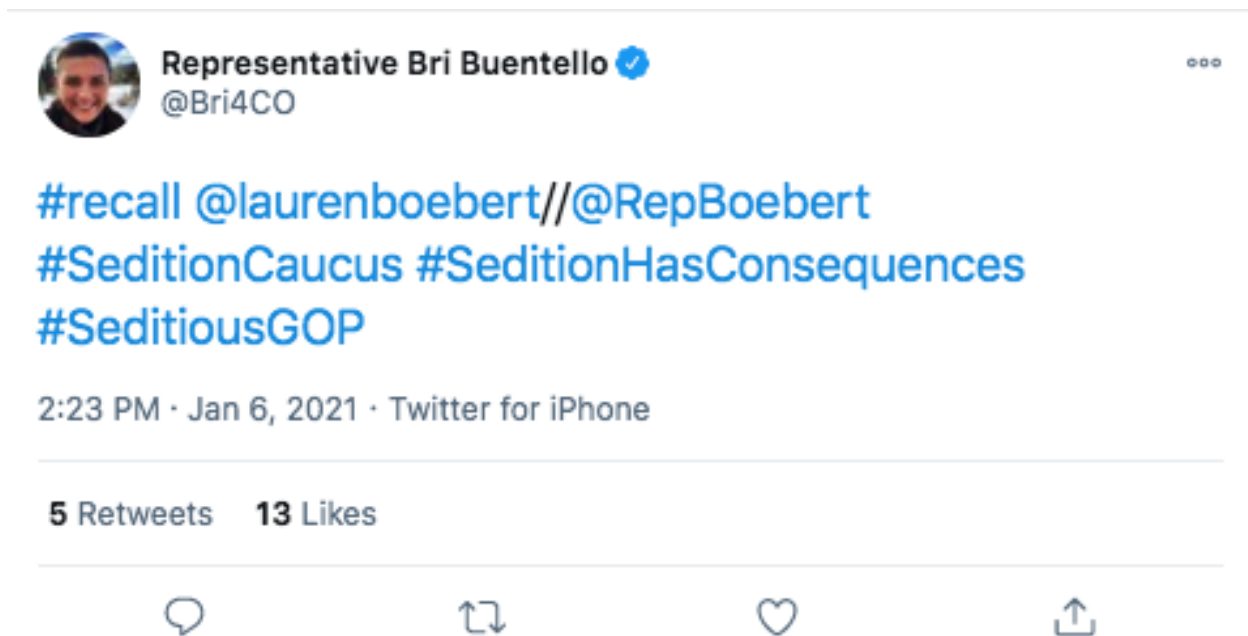 Representative Bri Buentello
@Bri4CO
#recall @laurenboebert//@RepBoebert
#SeditionCaucus #SeditionHasConsequences
#SeditiousGOP
2:23 PM · Jan 6, 2021 · Twitter for iPhone
5 Retweets 13 Likes